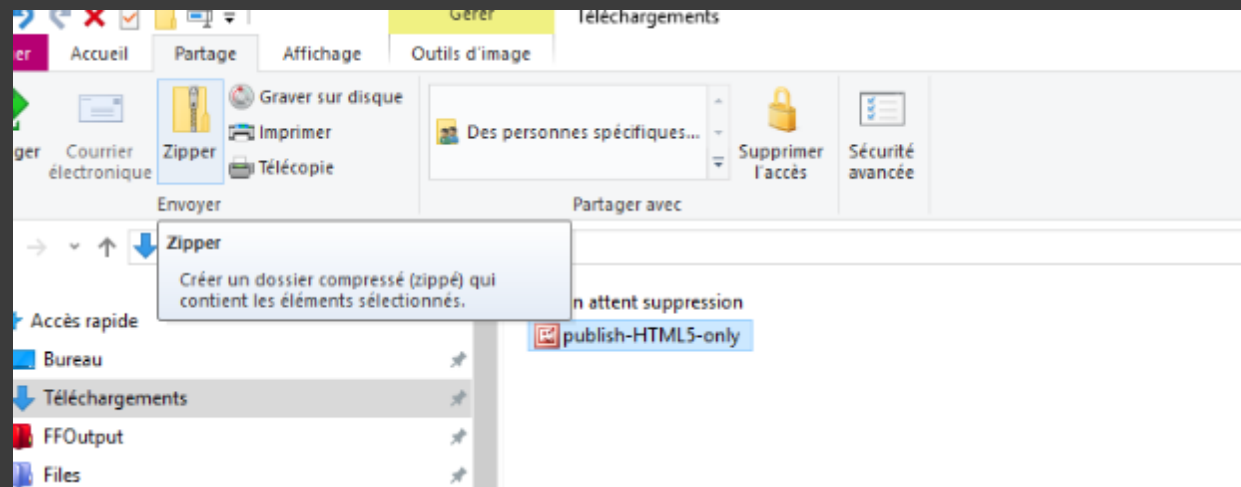 Gérer
Téléchargements
er
Accueil
Partage
Affichage
Outils d'image
Graver sur disque
Imprimer
Télécopie
ger
Courrier
électronique
Zipper
Des personnes spécifiques...
Supprimer
l'accès
Sécurité
avancée
Envoyer
Partager avec
Zipper
Créer un dossier compressé (zippé) qui
contient les éléments sélectionnés.
n attent suppression
publish-HTML5-only
Accès rapide
Bureau
Téléchargements
FFOutput
Files